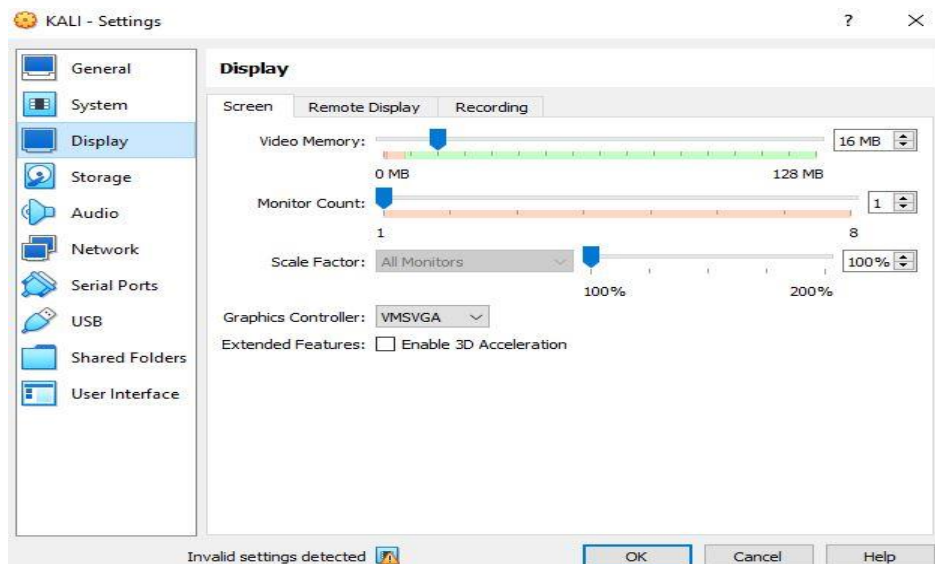 KALI - Settings
General
System
Display
Storage
Audio
Network
Serial Ports
USB
Shared Folders
User Interface
Display
Screen Remote Display Recording
Video Memory: 16 MB
0 MB 128 MB
Monitor Count: 1
1 8
Scale Factor: All Monitors 100%
100% 200%
Graphics Controller: VMSVGA
Extended Features: Enable 3D Acceleration
Invalid settings detected OK Cancel Help